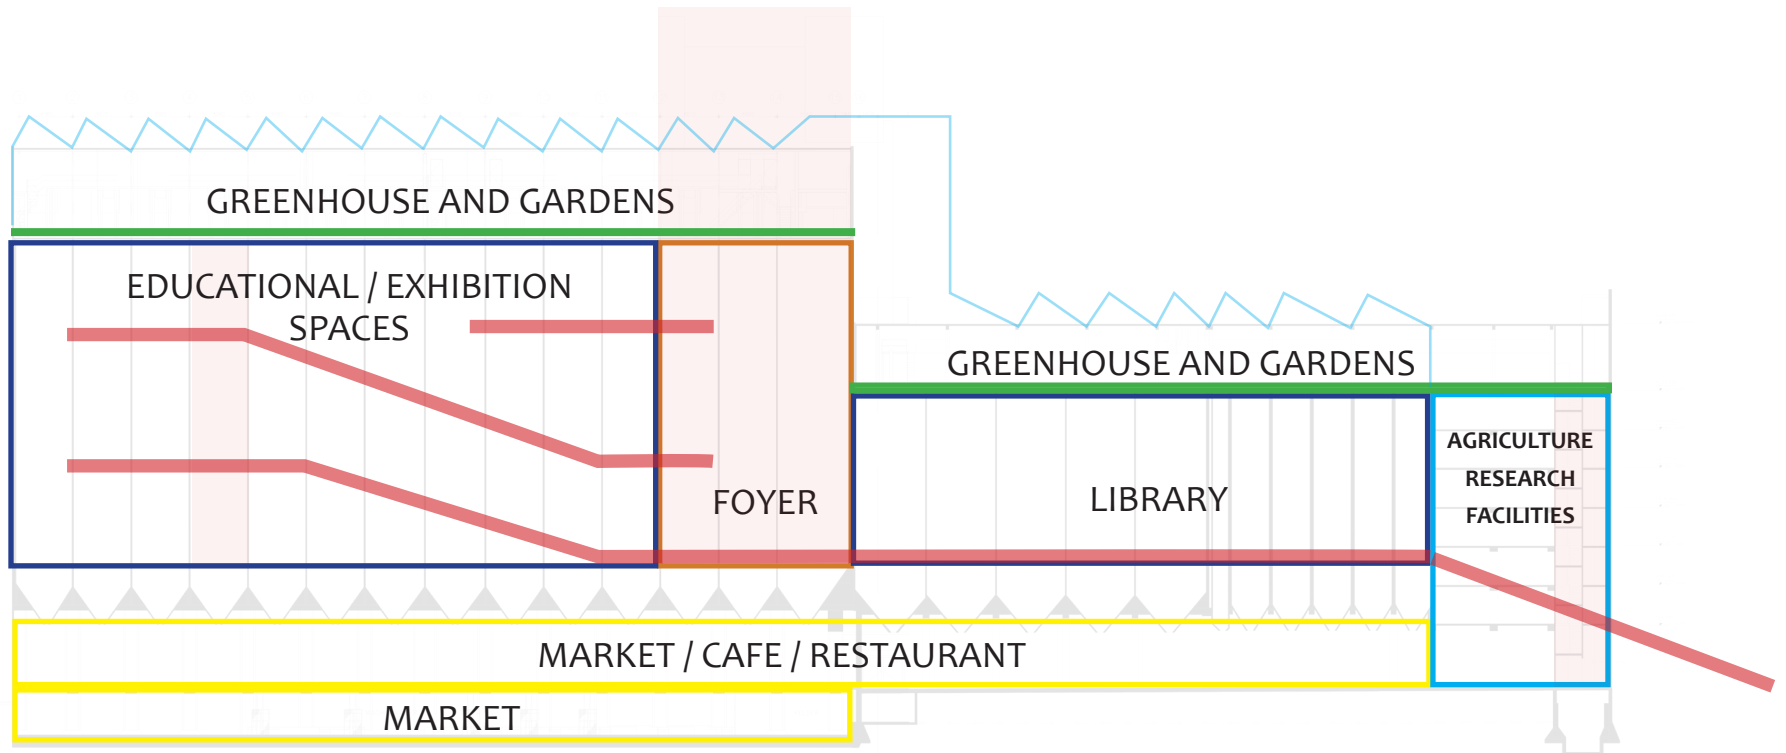 GREENHOUSE AND GARDENS
EDUCATIONAL / EXHIBITION
SPACES
FOYER
GREENHOUSE AND GARDENS
LIBRARY
AGRICULTURE
RESEARCH
FACILITIES
MARKET / CAFE / RESTAURANT
MARKET